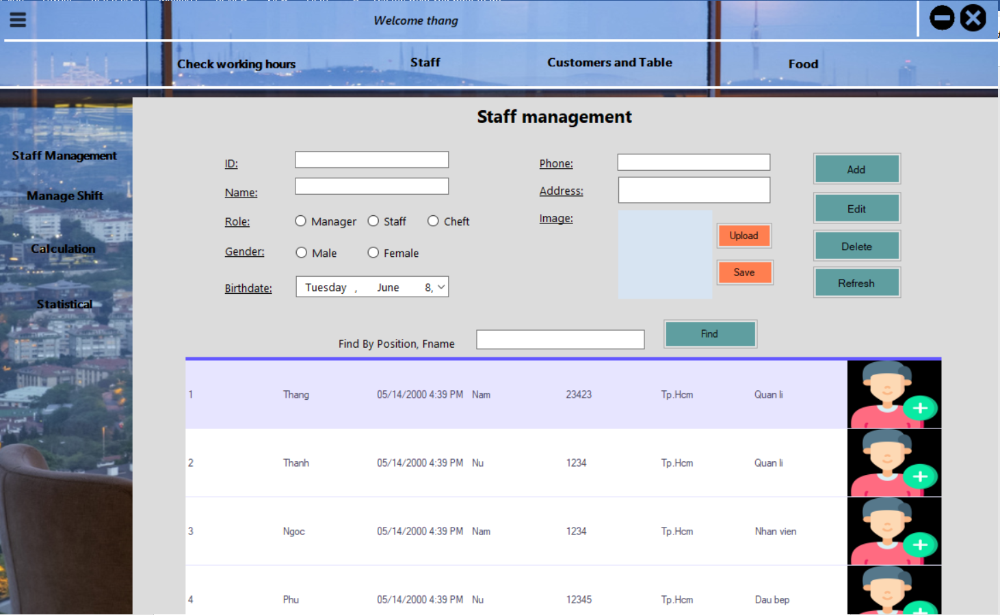 Welcome thang
Check working hours
Staff
Customers and Table
Food
Staff Management
Manage Shift
Calculation
Statistical
Staff management
ID:
Name:
Role:
Manager
Staff
Cheft
Gender:
Male
Female
Birthdate:
Tuesday , June 8,
Phone:
Address:
Image:
Upload
Save
Add
Edit
Delete
Refresh
Find By Position, Fname
Find
1 Thang 05/14/2000 4:39 PM Nam 23423 Tp.Hcm Quan li
2 Thanh 05/14/2000 4:39 PM Nu 1234 Tp.Hcm Quan li
3 Ngoc 05/14/2000 4:39 PM Nam 1234 Tp.Hcm Nhan vien
4 Phu 05/14/2000 4:39 PM Nu 12345 Tp.Hcm Dau bep